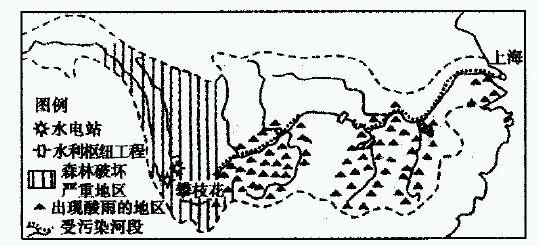 上海
图例
水电站
水利枢纽工程
森林破坏
严重地区
攀枝花
出现酸雨的地区
受污染河段